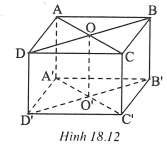 A B
O
D C
A' B'
O'
D' C'
Hình 18.12